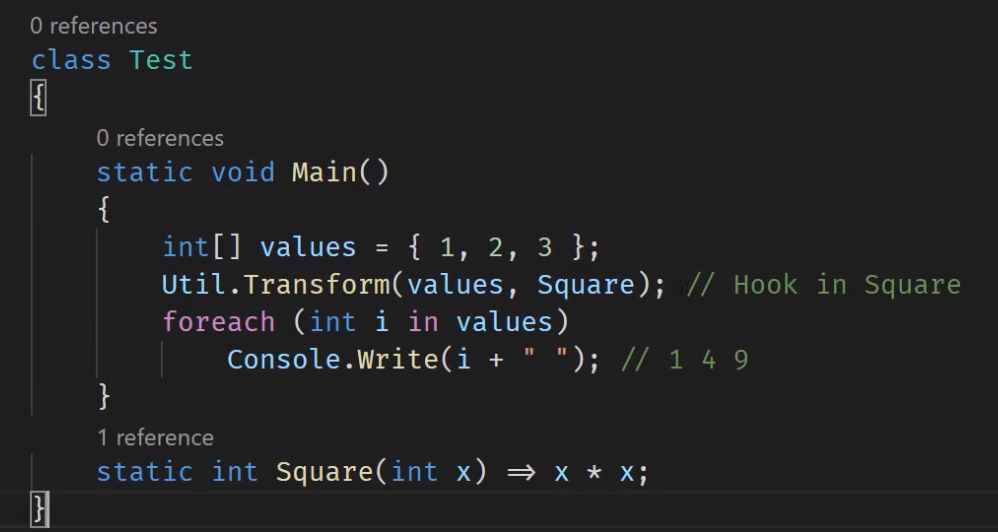 0 references
class Test
{
0 references
static void Main()
{
int[] values = { 1, 2, 3 };
Util.Transform(values, Square); // Hook in Square
foreach (int i in values)
Console.Write(i + " "); // 1 4 9
}
1 reference
static int Square(int x) => x * x;
}